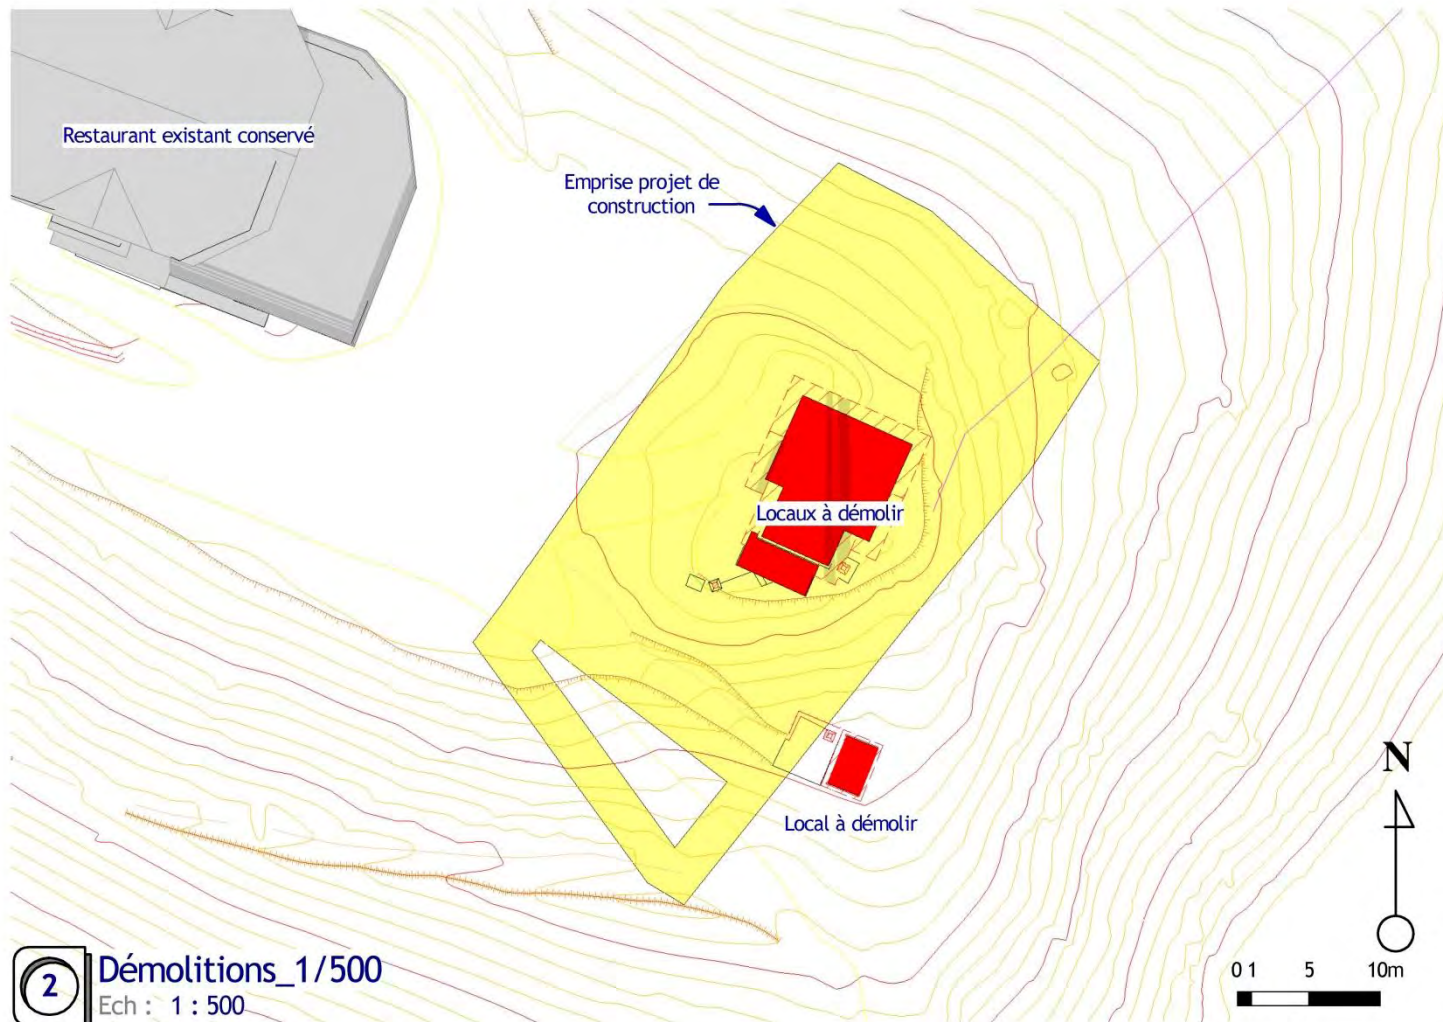 Restaurant existant conservé
Emprise projet de
construction
Locaux à démolir
Local à démolir
N
0 1 5 10m
2
Démolitions_1/500
Ech : 1 : 500